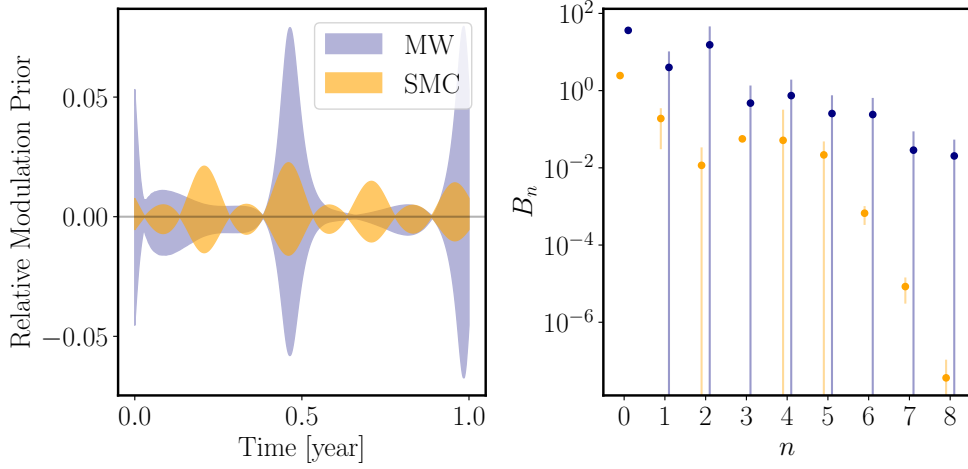 Relative Modulation Prior
0.05
0.00
−0.05
0.0
0.5
1.0
Time [year]
MW
SMC
B_n
10^2
10^0
10^−2
10^−4
10^−6
0 1 2 3 4 5 6 7 8
n